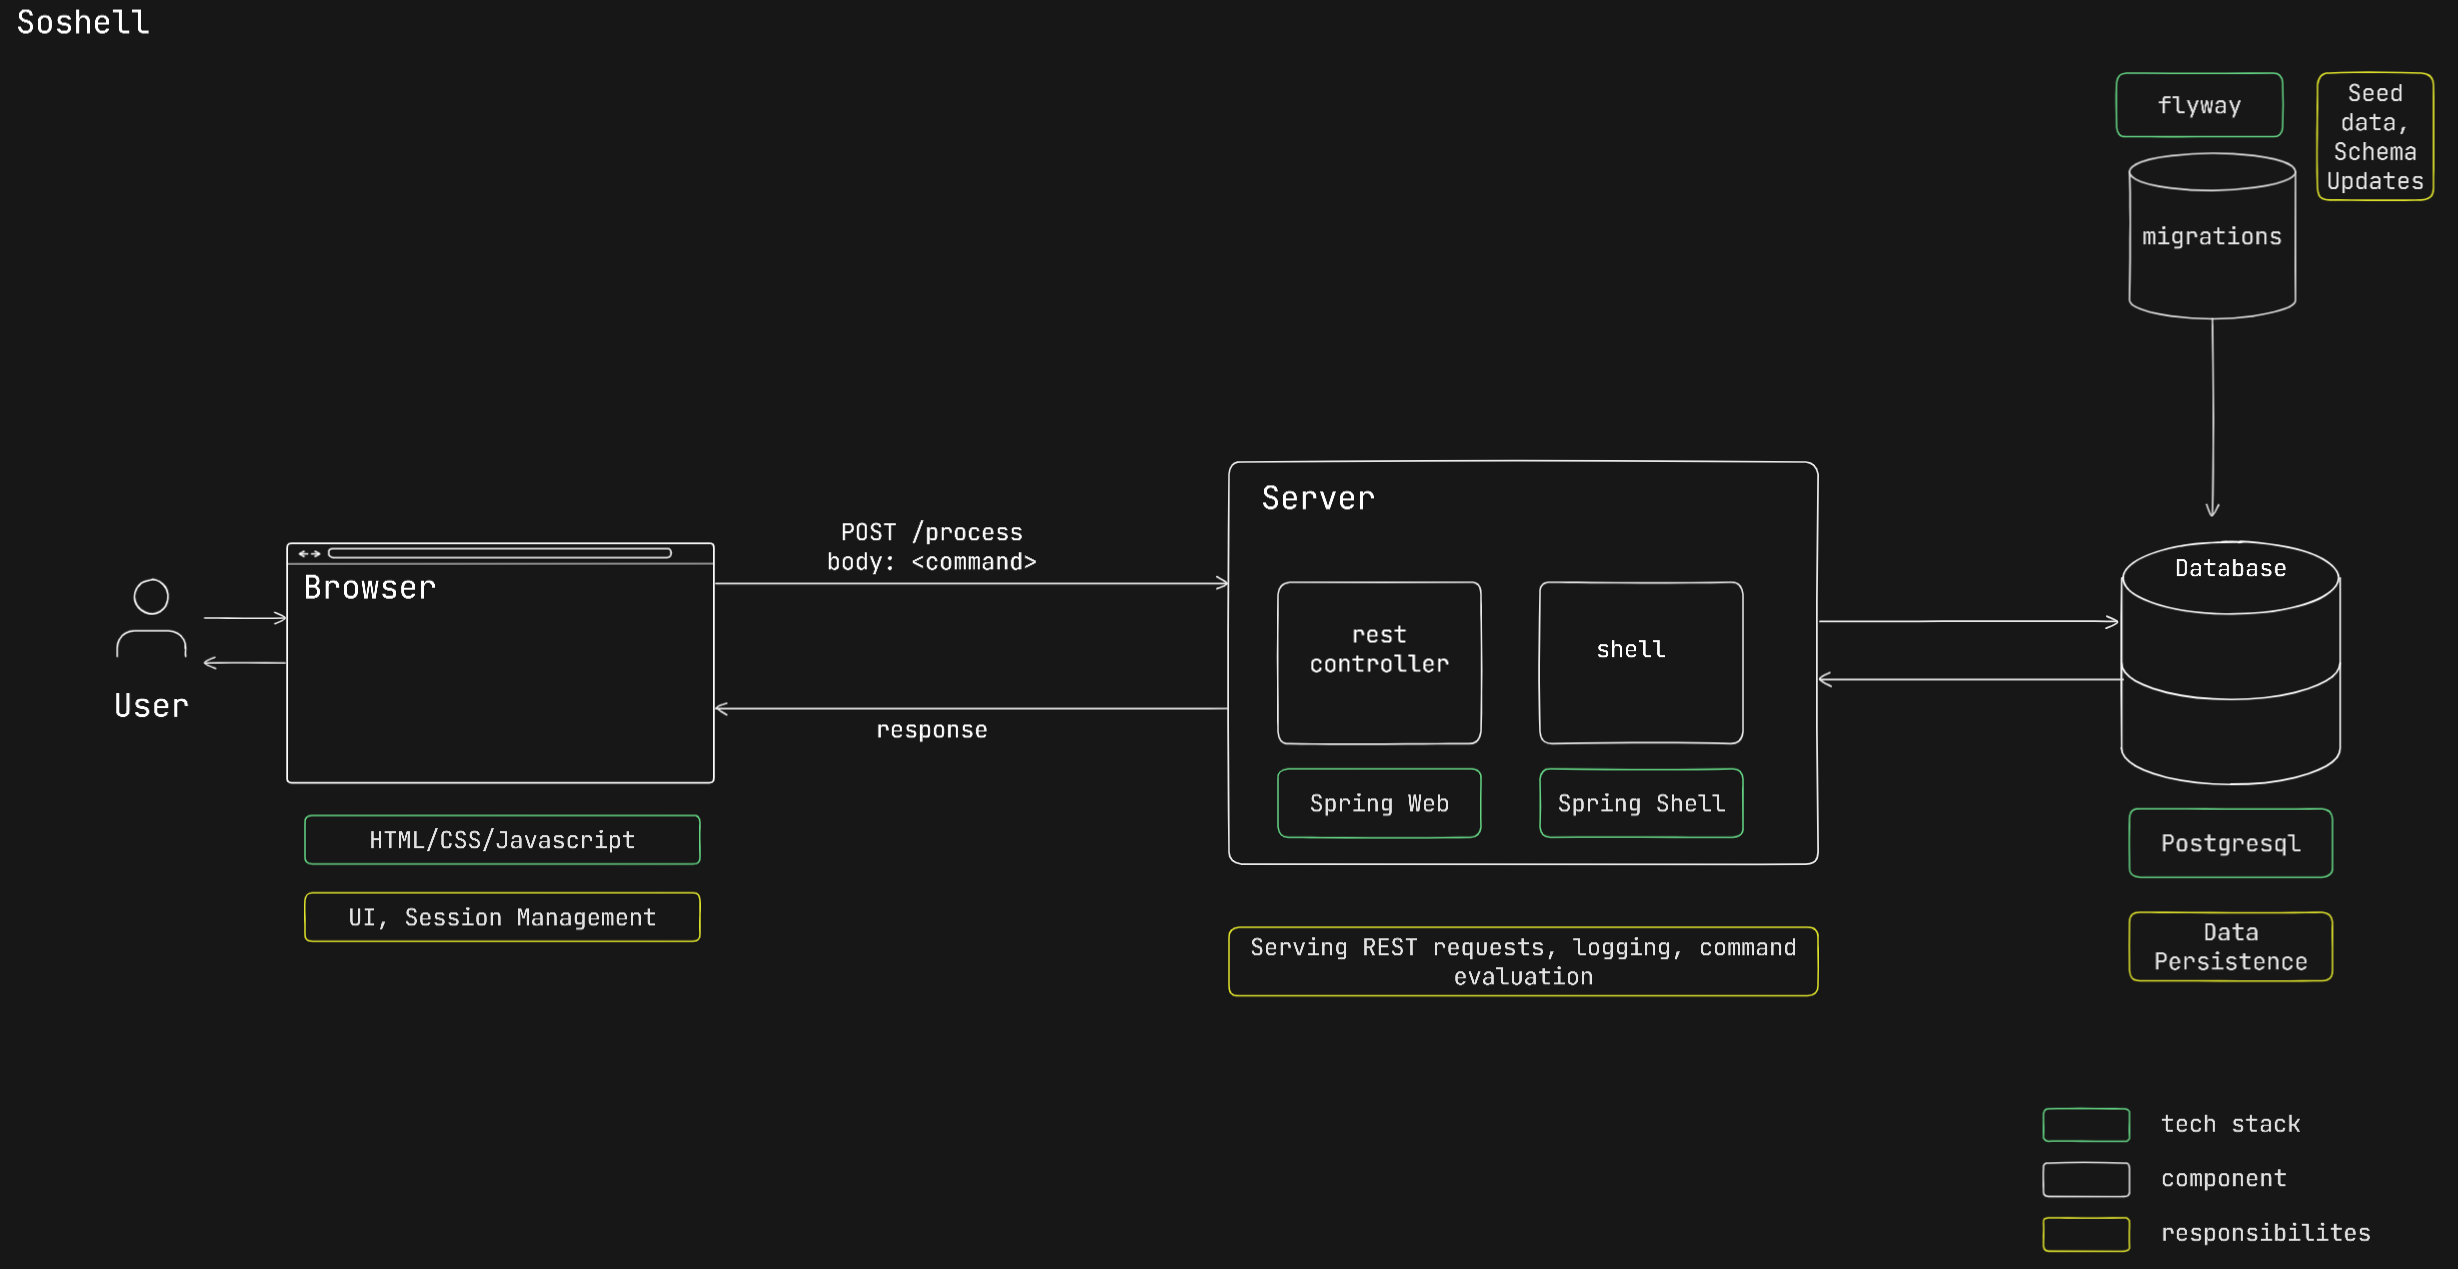 Soshell
flyway
Seed
data,
Schema
Updates
migrations
User
Browser
POST /process
body: <command>
response
HTML/CSS/Javascript
UI, Session Management
Server
rest
controller
shell
Spring Web
Spring Shell
Serving REST requests, logging, command
evaluation
Database
Postgresql
Data
Persistence
tech stack
component
responsibilites